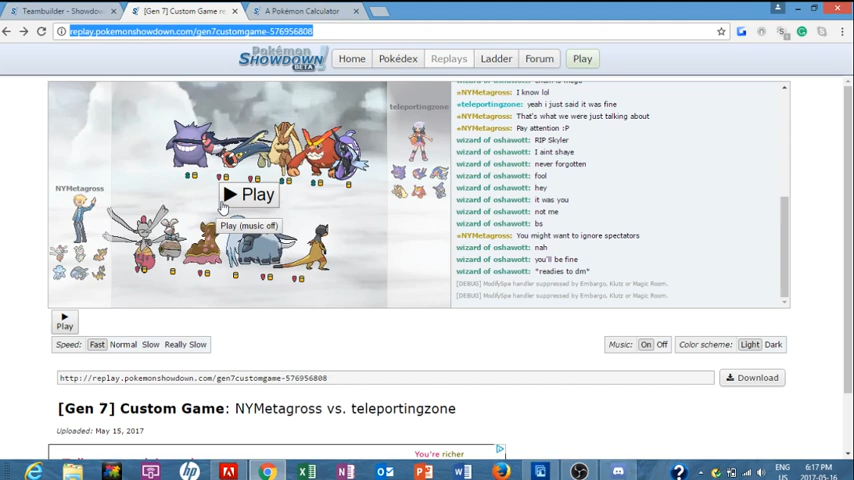 Teambuilder - Showdow
[Gen 7] Custom Game re
A Pokémon Calculator
replay.pokemonshowdown.com/gen7customgame-576956808
Pokémon
SHOWDOWN!
BETA
Home
Pokédex
Replays
Ladder
Forum
Play
NYMetagross
teleportingzone
Play
Play (music off)
★NYMetagross: I know lol
★teleportingzone: yeah i just said it was fine
★NYMetagross: That's what we were just talking about
★NYMetagross: Pay attention :P
wizard of oshawott: RIP Skyler
wizard of oshawott: I aint shaye
wizard of oshawott: never forgotten
wizard of oshawott: fool
wizard of oshawott: hey
wizard of oshawott: it was you
wizard of oshawott: not me
wizard of oshawott: bs
★NYMetagross: You might want to ignore spectators
wizard of oshawott: nah
wizard of oshawott: you'll be fine
wizard of oshawott: "readies to dm"
[DEBUG] ModifySpe handler suppressed by Embargo, Klutz or Magic Room.
[DEBUG] ModifySpe handler suppressed by Embargo, Klutz or Magic Room.
Play
Speed: Fast Normal Slow Really Slow
Music: On Off
Color scheme: Light Dark
http://replay.pokemonshowdown.com/gen7customgame-576956808
Download
[Gen 7] Custom Game: NYMetagross vs. teleportingzone
Uploaded: May 15, 2017
You're richer
ENG
US
6:17 PM
2017-05-16